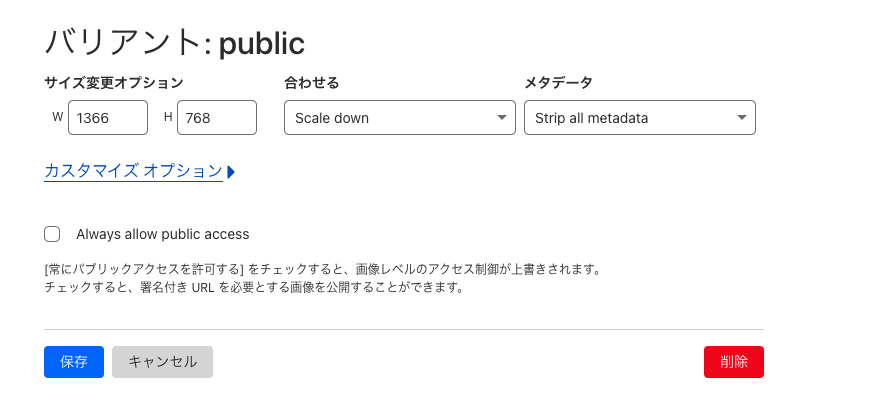 バリアント: public
サイズ変更オプション 合わせる メタデータ
W 1366 H 768 Scale down Strip all metadata
カスタマイズ オプション
Always allow public access
[常にパブリックアクセスを許可する] をチェックすると、画像レベルのアクセス制御が上書きされます。
チェックすると、署名付き URL を必要とする画像を公開することができます。
保存 キャンセル 削除